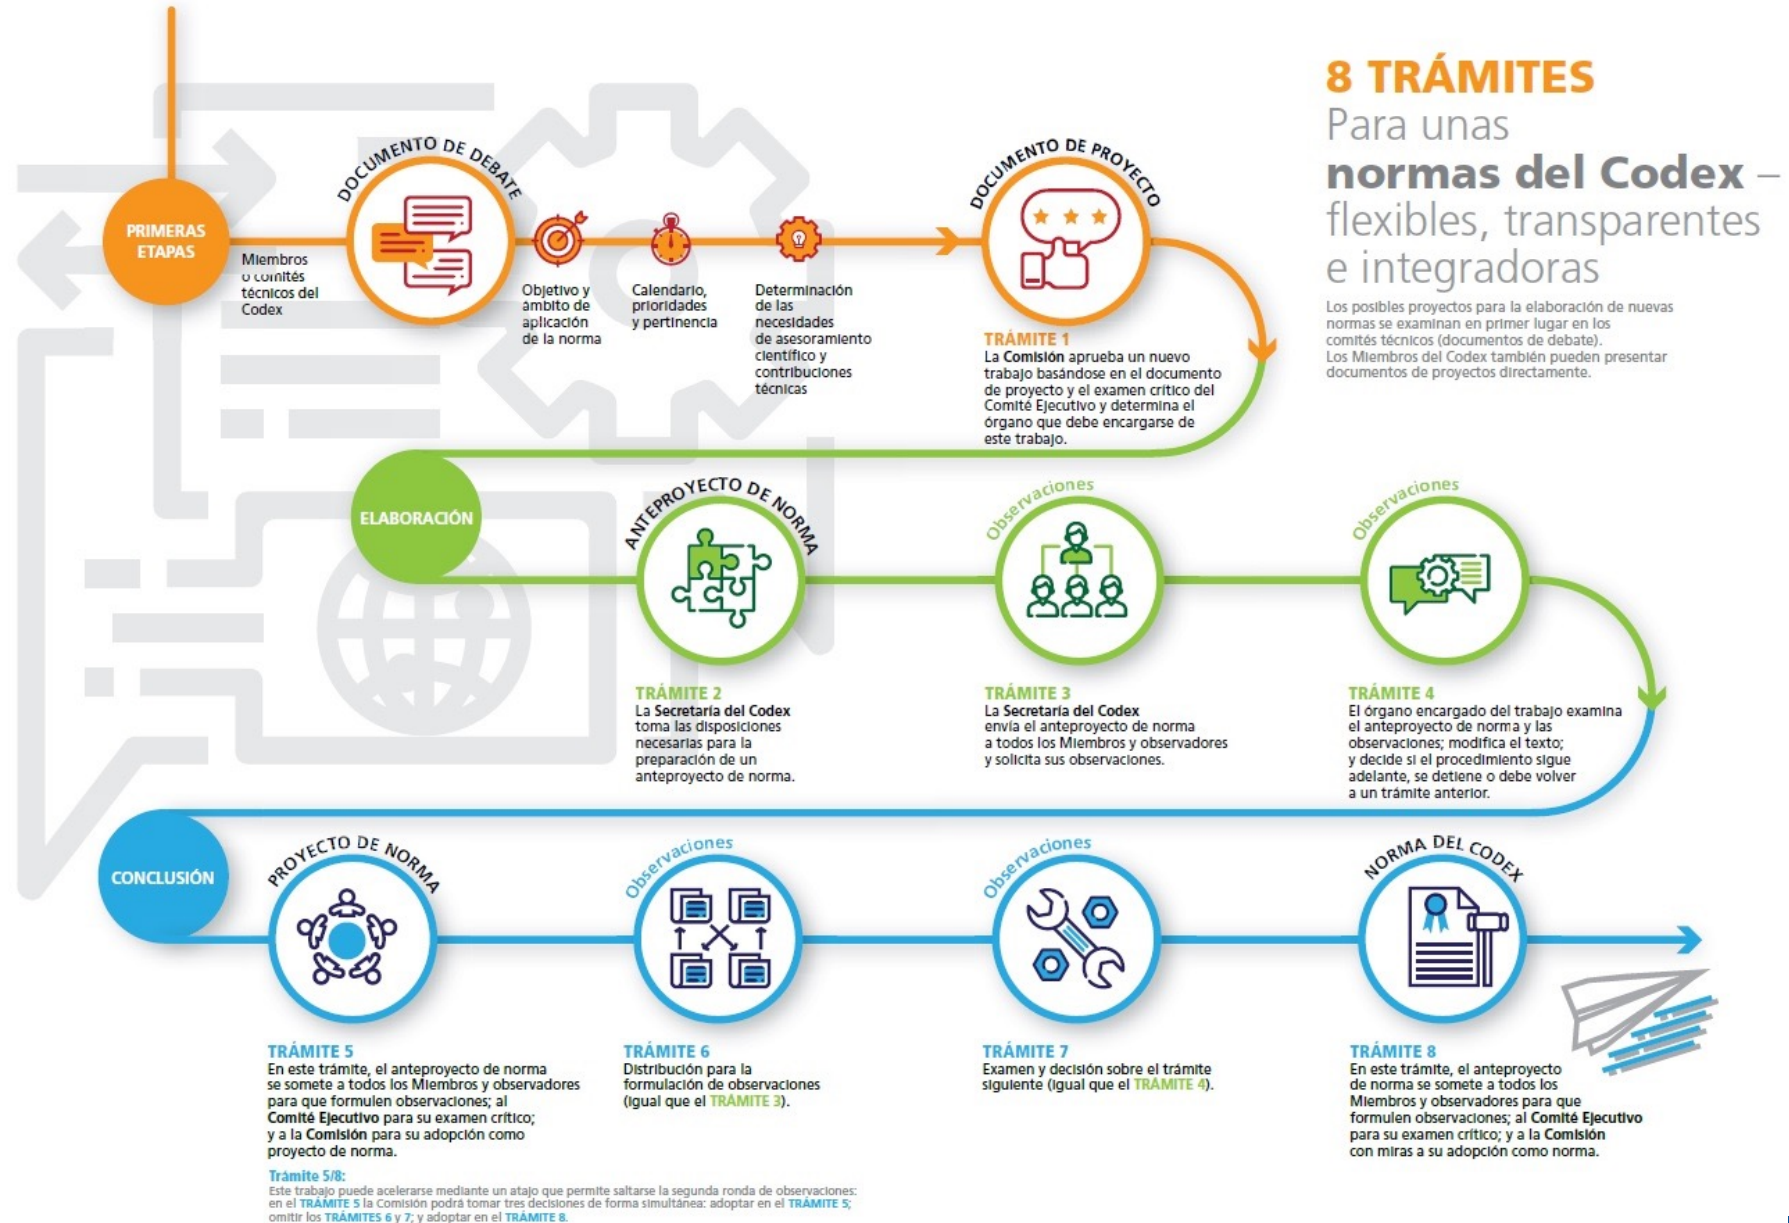 8 TRÁMITES
Para unas
normas del Codex –
flexibles, transparentes
e integradoras
Los posibles proyectos para la elaboración de nuevas
normas se examinan en primer lugar en los
comités técnicos (documentos de debate).
Los Miembros del Codex también pueden presentar
documentos de proyectos directamente.
PRIMERAS
ETAPAS
Miembros
o comités
técnicos del
Codex
DOCUMENTO DE DEBATE
Objetivo y
ámbito de
aplicación
de la norma
Calendario,
prioridades
y pertinencia
Determinación
de las
necesidades
de asesoramiento
científico y
contribuciones
técnicas
DOCUMENTO DE PROYECTO
TRÁMITE 1
La Comisión aprueba un nuevo
trabajo basándose en el documento
de proyecto y el examen crítico del
Comité Ejecutivo y determina el
órgano que debe encargarse de
este trabajo.
ELABORACIÓN
ANTEPROYECTO DE NORMA
TRÁMITE 2
La Secretaría del Codex
toma las disposiciones
necesarias para la
preparación de un
anteproyecto de norma.
Observaciones
TRÁMITE 3
La Secretaría del Codex
envía el anteproyecto de norma
a todos los Miembros y observadores
y solicita sus observaciones.
Observaciones
TRÁMITE 4
El órgano encargado del trabajo examina
el anteproyecto de norma y las
observaciones; modifica el texto;
y decide si el procedimiento sigue
adelante, se detiene o debe volver
a un trámite anterior.
CONCLUSIÓN
PROYECTO DE NORMA
TRÁMITE 5
En este trámite, el anteproyecto de norma
se somete a todos los Miembros y observadores
para que formulen observaciones; al
Comité Ejecutivo para su examen crítico;
y a la Comisión para su adopción como
proyecto de norma.
Trámite 5/8:
Este trabajo puede acelerarse mediante un atajo que permite saltarse la segunda ronda de observaciones:
en el TRÁMITE 5 la Comisión podrá tomar tres decisiones de forma simultánea: adoptar en el TRÁMITE 5;
omitir los TRÁMITES 6 y 7; y adoptar en el TRÁMITE 8.
Observaciones
TRÁMITE 6
Distribución para la
formulación de observaciones
(igual que el TRÁMITE 3).
Observaciones
TRÁMITE 7
Examen y decisión sobre el trámite
siguiente (igual que el TRÁMITE 4).
NORMA DEL CODEX
TRÁMITE 8
En este trámite, el anteproyecto
de norma se somete a todos los
Miembros y observadores para que
formulen observaciones; al Comité Ejecutivo
para su examen crítico; y a la Comisión
con miras a su adopción como norma.